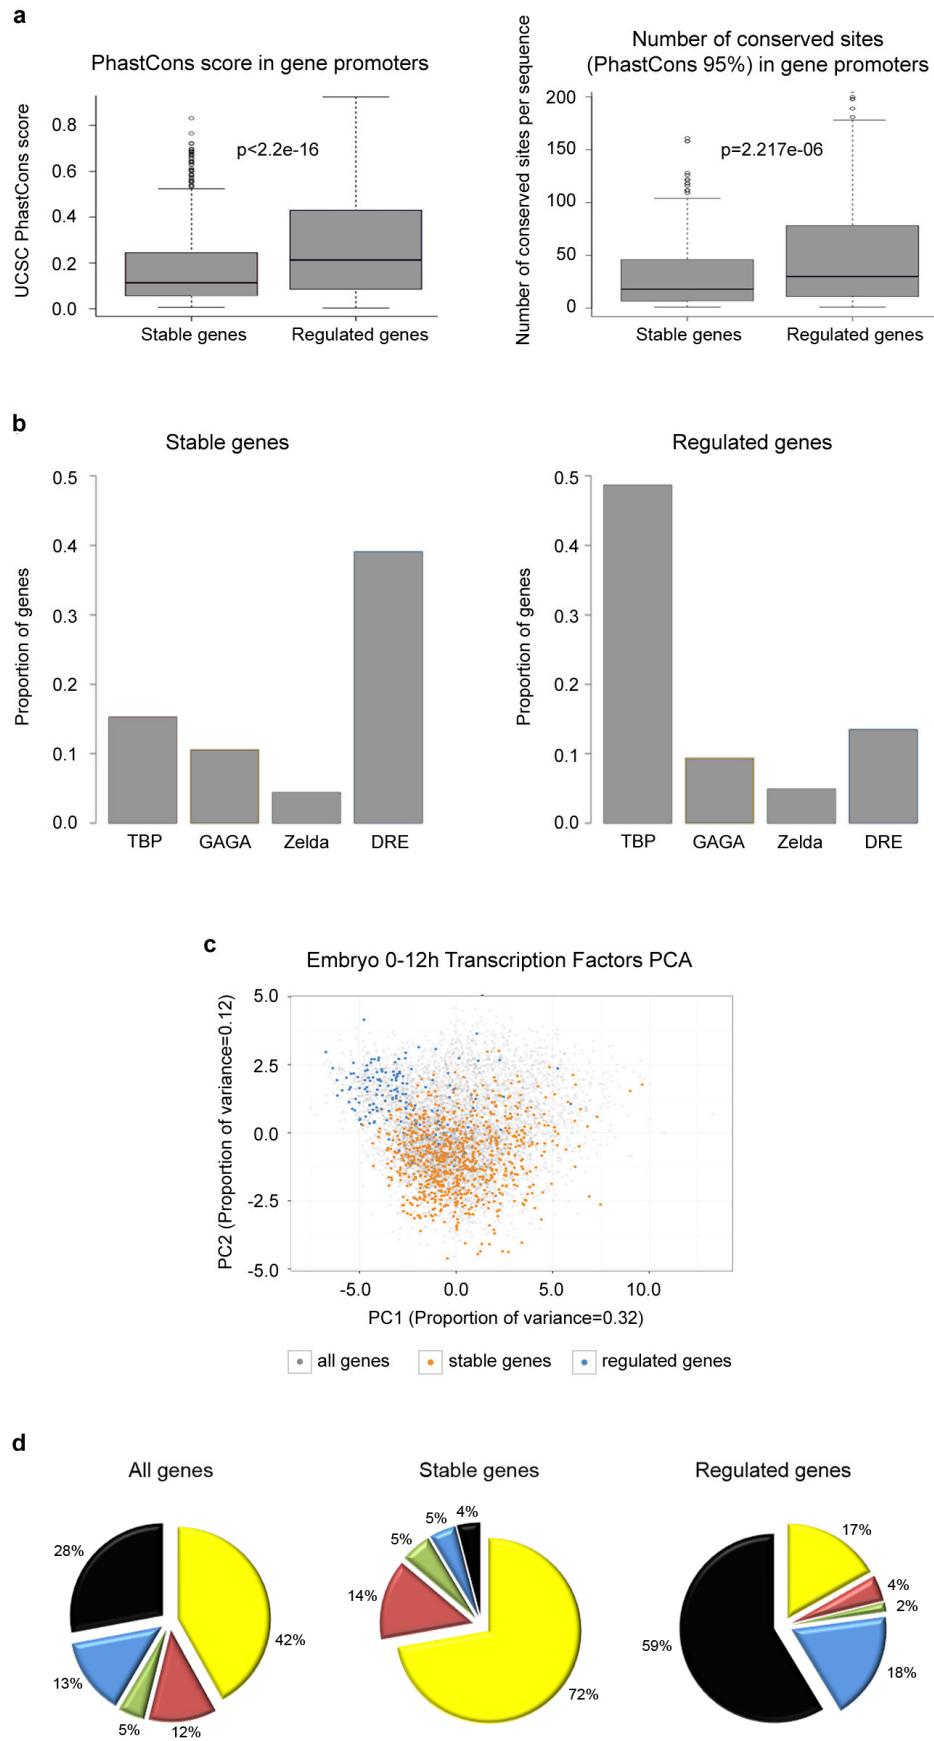 a
PhastCons score in gene promoters
UCSC PhastCons score
0.8
0.6
0.4
0.2
0.0
p<2.2e-16
Stable genes
Regulated genes
Number of conserved sites
(PhastCons 95%) in gene promoters
Number of conserved sites per sequence
200
150
100
50
0
p=2.217e-06
Stable genes
Regulated genes
b
Stable genes
Proportion of genes
0.5
0.4
0.3
0.2
0.1
0.0
TBP
GAGA
Zelda
DRE
Regulated genes
Proportion of genes
0.5
0.4
0.3
0.2
0.1
0.0
TBP
GAGA
Zelda
DRE
c
Embryo 0-12h Transcription Factors PCA
PC2 (Proportion of variance=0.12)
5.0
2.5
0.0
-2.5
-5.0
-5.0
0.0
5.0
10.0
PC1 (Proportion of variance=0.32)
all genes
stable genes
regulated genes
d
All genes
28%
42%
13%
5%
12%
Stable genes
5%
4%
5%
14%
72%
Regulated genes
17%
4%
2%
59%
18%